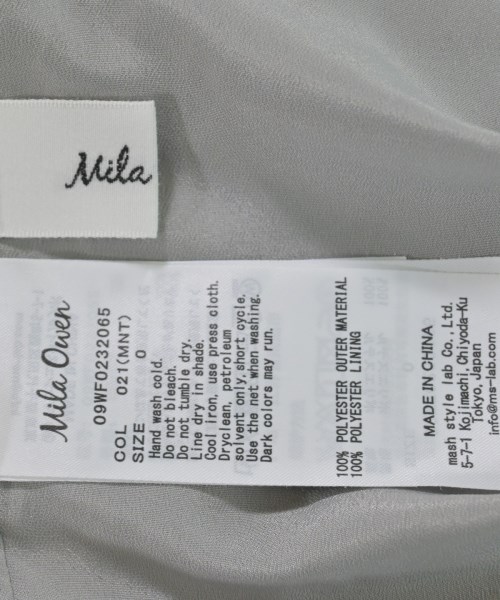 Mila
Mila Owen
09WF0232065
COL 021(MNT)
SIZE 0
Hand wash cold.
Do not bleach.
Do not tumble dry.
Line dry in shade.
Cool iron, use press cloth.
Dryclean, petroleum
solvent only, short cycle.
Use the net when washing.
Dark colors may run.
100% POLYESTER OUTER MATERIAL
100% POLYESTER LINING
MADE IN CHINA
mash style lab Co. Ltd.
5-7-1 Kojimachi, Chiyoda-Ku
Tokyo, Japan
info@ms-lab.com